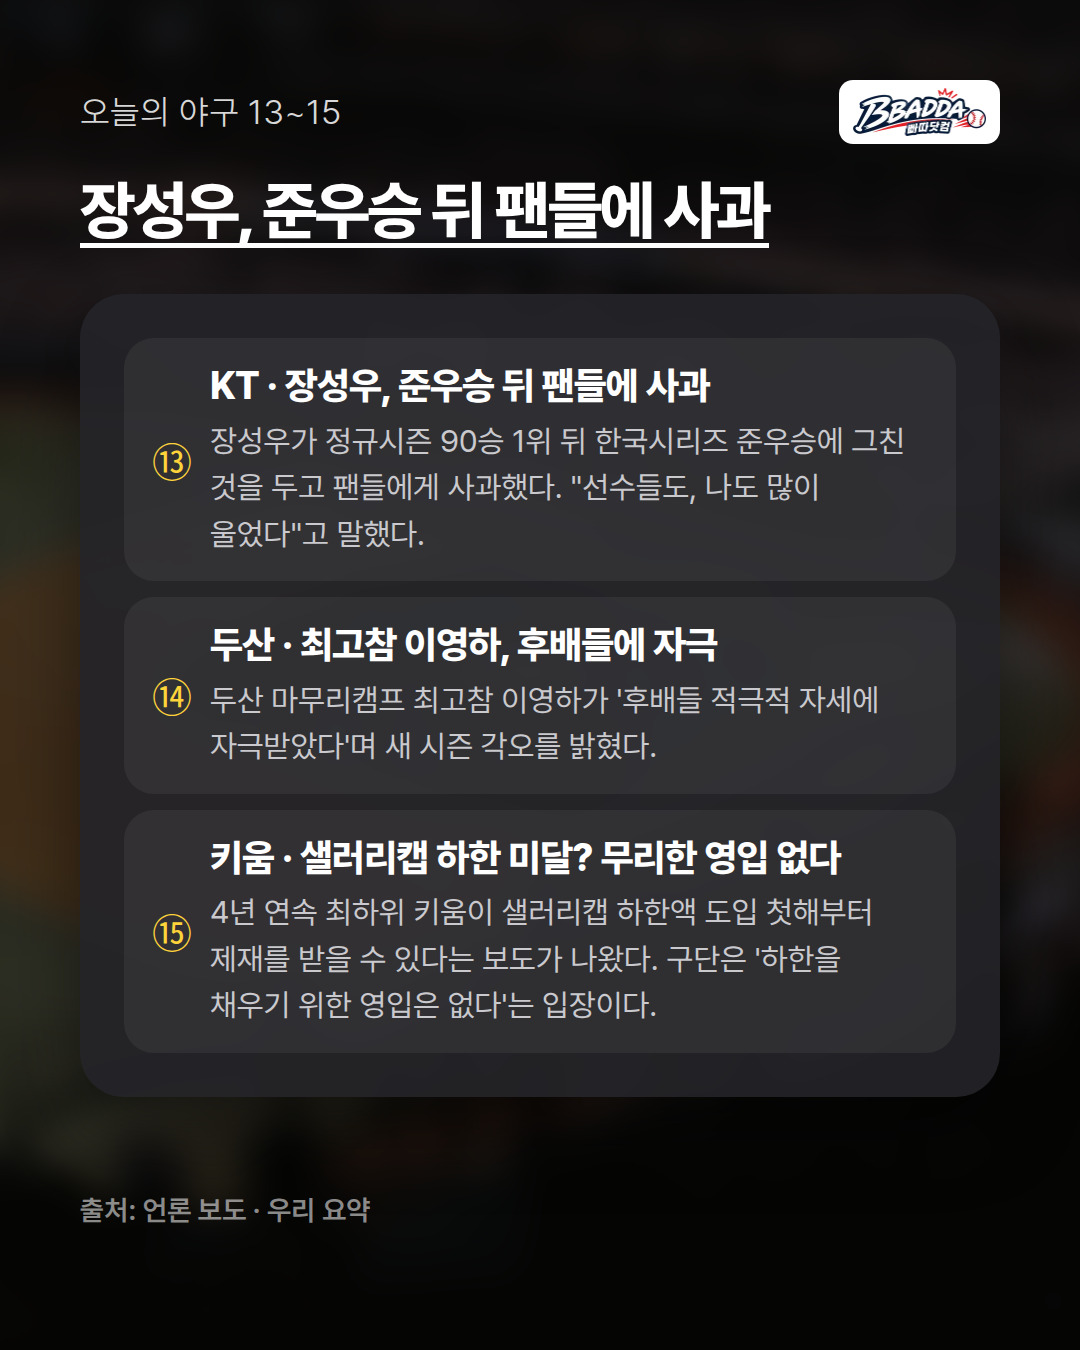 오늘의 야구 13~15
BBADDA
빠따닷컴
장성우, 준우승 뒤 팬들에 사과
KT · 장성우, 준우승 뒤 팬들에 사과
⑬ 장성우가 정규시즌 90승 1위 뒤 한국시리즈 준우승에 그친
것을 두고 팬들에게 사과했다. "선수들도, 나도 많이
울었다"고 말했다.
두산 · 최고참 이영하, 후배들에 자극
⑭ 두산 마무리캠프 최고참 이영하가 '후배들 적극적 자세에
자극받았다'며 새 시즌 각오를 밝혔다.
키움 · 샐러리캡 하한 미달? 무리한 영입 없다
⑮ 4년 연속 최하위 키움이 샐러리캡 하한액 도입 첫해부터
제재를 받을 수 있다는 보도가 나왔다. 구단은 '하한을
채우기 위한 영입은 없다'는 입장이다.
출처: 언론 보도 · 우리 요약